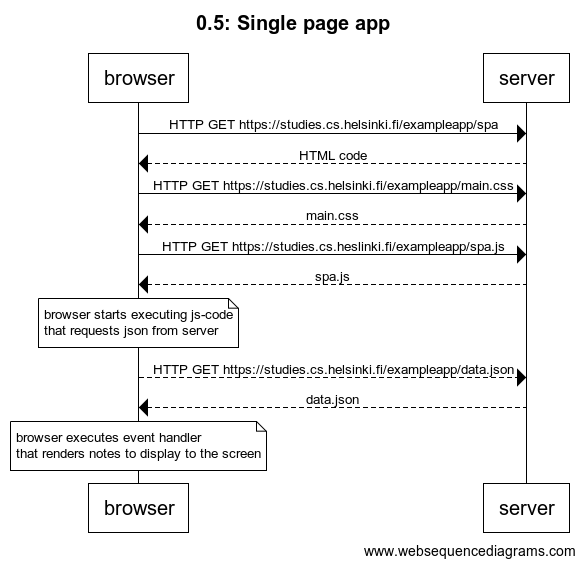 0.5: Single page app
browser
server
HTTP GET https://studies.cs.helsinki.fi/exampleapp/spa
HTML code
HTTP GET https://studies.cs.helsinki.fi/exampleapp/main.css
main.css
HTTP GET https://studies.cs.heslinki.fi/exampleapp/spa.js
spa.js
browser starts executing js-code
that requests json from server
HTTP GET https://studies.cs.helsinki.fi/exampleapp/data.json
data.json
browser executes event handler
that renders notes to display to the screen
browser
server
www.websequencediagrams.com